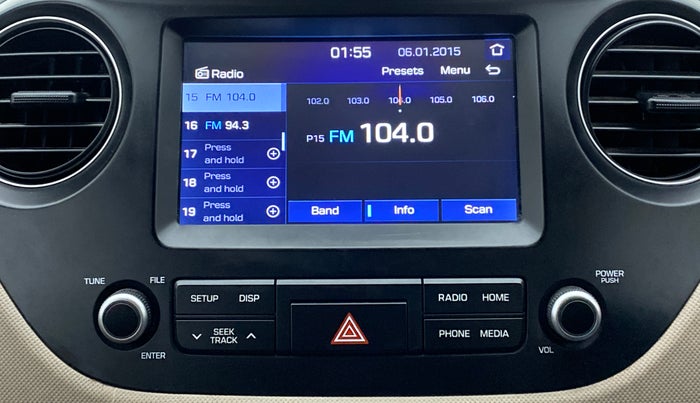 01:55 06.01.2015
Radio Presets Menu
15 FM 104.0
102.0 103.0 104.0 105.0 106.0
16 FM 94.3
P15 FM 104.0
17 Press and hold
18 Press and hold
19 Press and hold
Band Info Scan
TUNE FILE
POWER
PUSH
SETUP DISP
RADIO HOME
SEEK
TRACK
PHONE MEDIA
ENTER
VOL